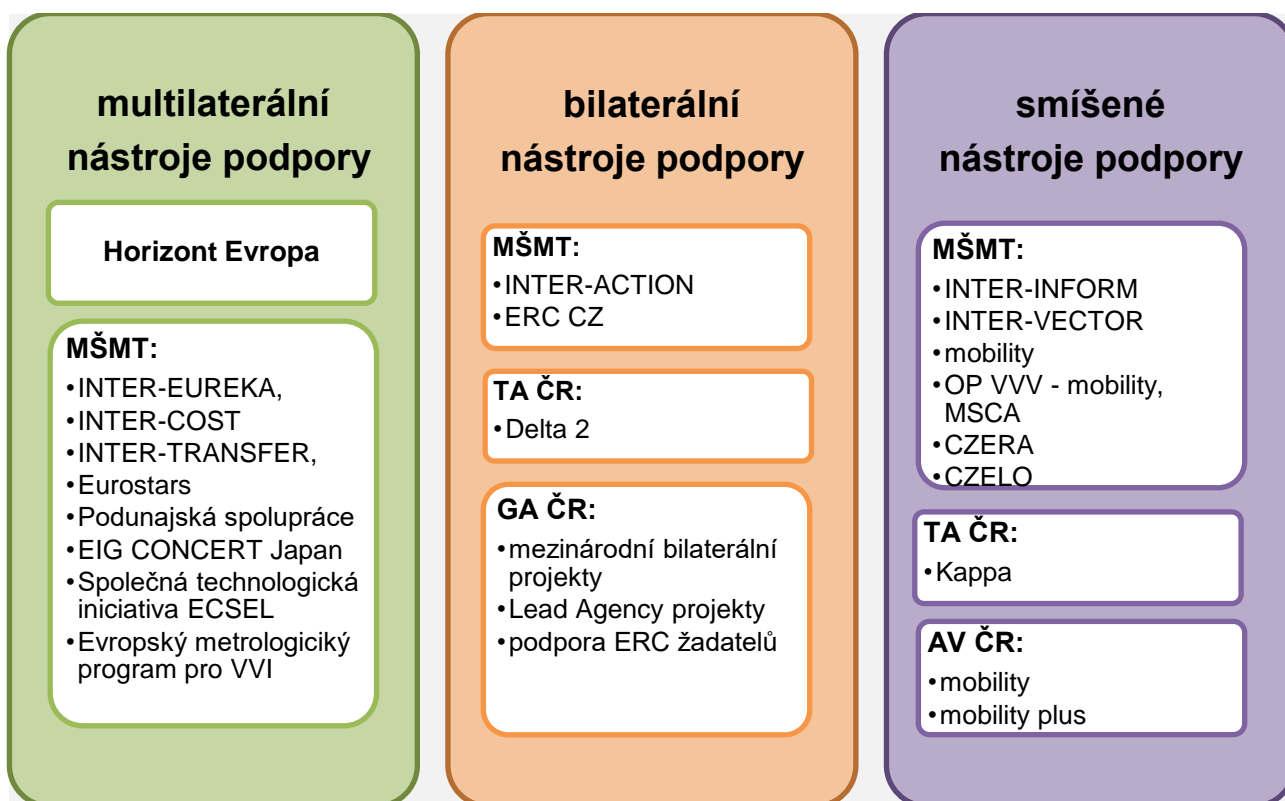 multilaterální
nástroje podpory
Horizont Evropa
MŠMT:
•INTER-EUREKA,
•INTER-COST
•INTER-TRANSFER,
•Eurostars
•Podunajská spolupráce
•EIG CONCERT Japan
•Společná technologická
iniciativa ECSEL
•Evropský metrologiciký
program pro VVI
bilaterální
nástroje podpory
MŠMT:
•INTER-ACTION
•ERC CZ
TA ČR:
•Delta 2
GA ČR:
•mezinárodní bilaterální
projekty
•Lead Agency projekty
•podpora ERC žadatelů
smíšené
nástroje podpory
MŠMT:
•INTER-INFORM
•INTER-VECTOR
•mobility
•OP VVV - mobility,
MSCA
•CZERA
•CZELO
TA ČR:
•Kappa
AV ČR:
•mobility
•mobility plus